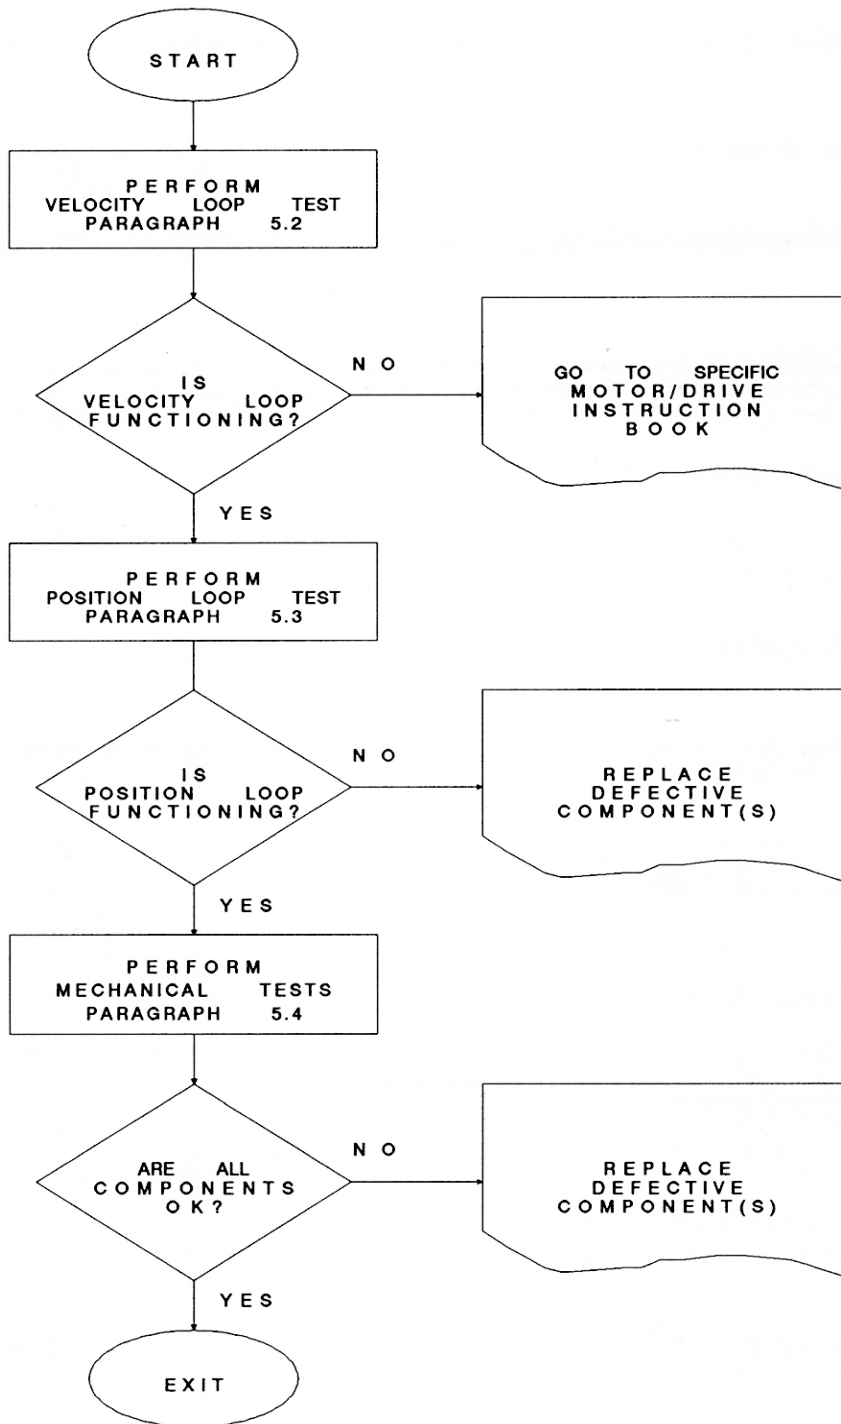 START
PERFORM
VELOCITY LOOP TEST
PARAGRAPH 5.2
IS
VELOCITY LOOP
FUNCTIONING?
NO
GO TO SPECIFIC
MOTOR/DRIVE
INSTRUCTION
BOOK
YES
PERFORM
POSITION LOOP TEST
PARAGRAPH 5.3
IS
POSITION LOOP
FUNCTIONING?
NO
REPLACE
DEFECTIVE
COMPONENT(S)
YES
PERFORM
MECHANICAL TESTS
PARAGRAPH 5.4
ARE ALL
COMPONENTS
OK?
NO
REPLACE
DEFECTIVE
COMPONENT(S)
YES
EXIT